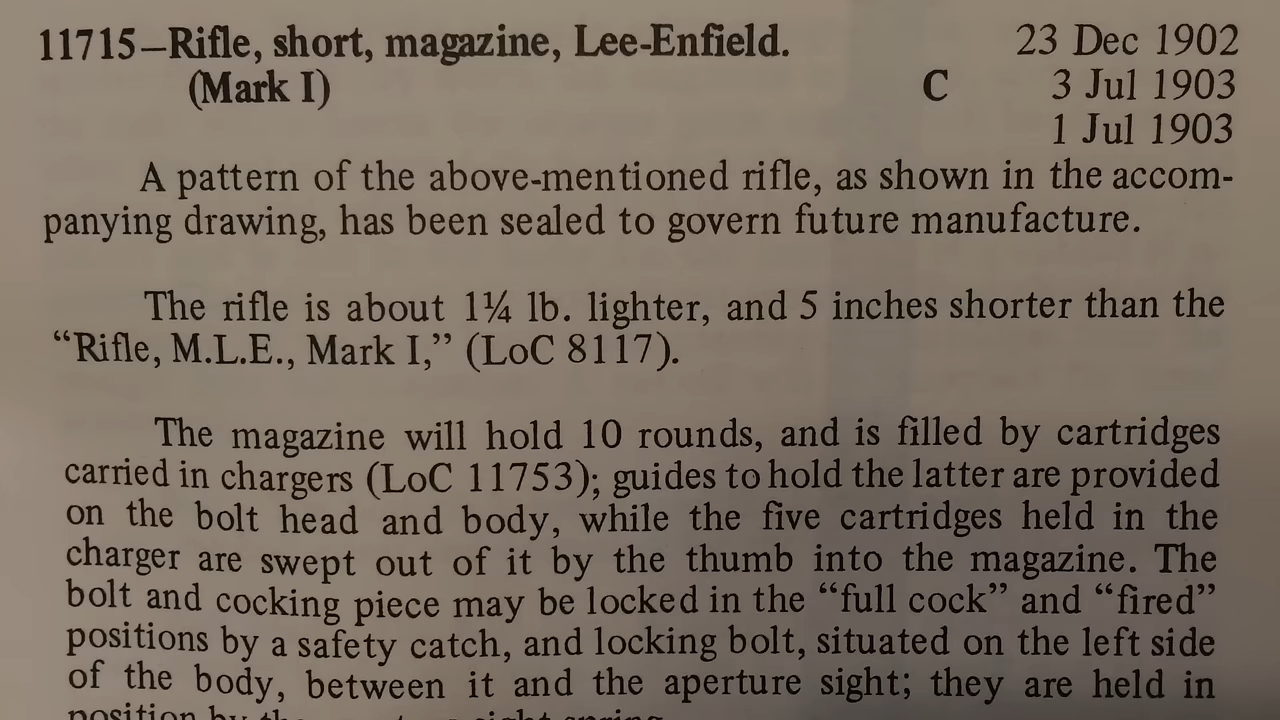 11715—Rifle, short, magazine, Lee-Enfield. 23 Dec 1902
(Mark I) C 3 Jul 1903
1 Jul 1903
A pattern of the above-mentioned rifle, as shown in the accom-
panying drawing, has been sealed to govern future manufacture.
The rifle is about 1¼ lb. lighter, and 5 inches shorter than the
“Rifle, M.L.E., Mark I,” (LoC 8117).
The magazine will hold 10 rounds, and is filled by cartridges
carried in chargers (LoC 11753); guides to hold the latter are provided
on the bolt head and body, while the five cartridges held in the
charger are swept out of it by the thumb into the magazine. The
bolt and cocking piece may be locked in the “full cock” and “fired”
positions by a safety catch, and locking bolt, situated on the left side
of the body, between it and the aperture sight; they are held in
position by the